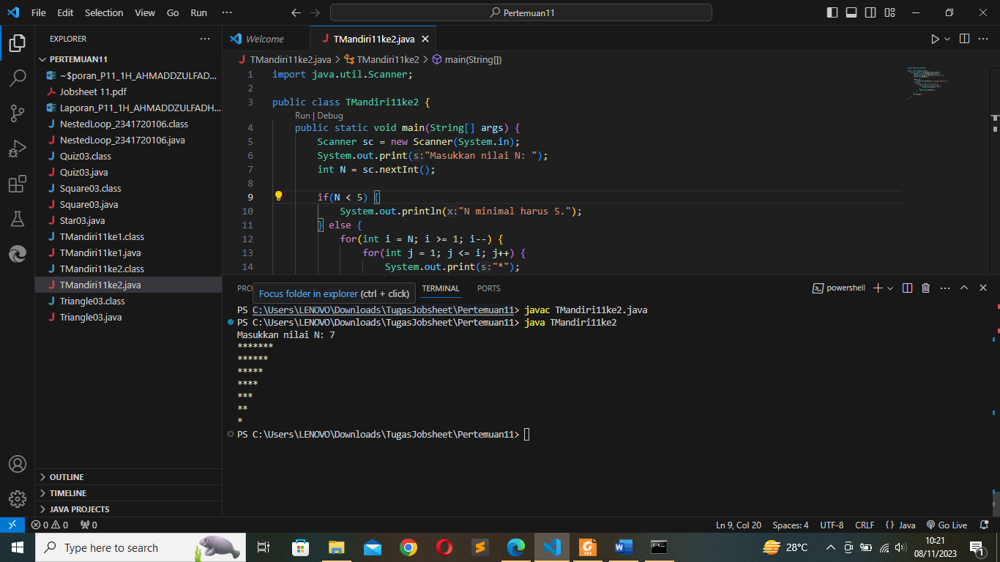 File Edit Selection View Go Run ··· Pertemuan11
EXPLORER ···
PERTEMUAN11
~$poran_P11_1H_AHMADDZULFAD...
Jobsheet 11.pdf
Laporan_P11_1H_AHMADDZULFADH...
NestedLoop_2341720106.class
NestedLoop_2341720106.java
Quiz03.class
Quiz03.java
Square03.class
Square03.java
Star03.java
TMandiri11ke1.class
TMandiri11ke1.java
TMandiri11ke2.class
TMandiri11ke2.java
Triangle03.class
Triangle03.java
OUTLINE
TIMELINE
JAVA PROJECTS
Welcome TMandiri11ke2.java
TMandiri11ke2.java > TMandiri11ke2 > main(String[])
1 import java.util.Scanner;
2
3 public class TMandiri11ke2 {
Run | Debug
4 public static void main(String[] args) {
5 Scanner sc = new Scanner(System.in);
6 System.out.print(s:"Masukkan nilai N: ");
7 int N = sc.nextInt();
8
9 if(N < 5) {
10 System.out.println(x:"N minimal harus 5.");
11 } else {
12 for(int i = N; i >= 1; i--) {
13 for(int j = 1; j <= i; j++) {
14 System.out.print(s:"*");
PRO TERMINAL PORTS powershell
Focus folder in explorer (ctrl + click)
PS C:\Users\LENOVO\Downloads\TugasJobsheet\Pertemuan11> javac TMandiri11ke2.java
PS C:\Users\LENOVO\Downloads\TugasJobsheet\Pertemuan11> java TMandiri11ke2
Masukkan nilai N: 7
*******
******
*****
****
***
**
*
PS C:\Users\LENOVO\Downloads\TugasJobsheet\Pertemuan11>
0 0 0 Ln 9, Col 20 Spaces: 4 UTF-8 CRLF {} Java Go Live
Type here to search 28°C 10:21
08/11/2023 1